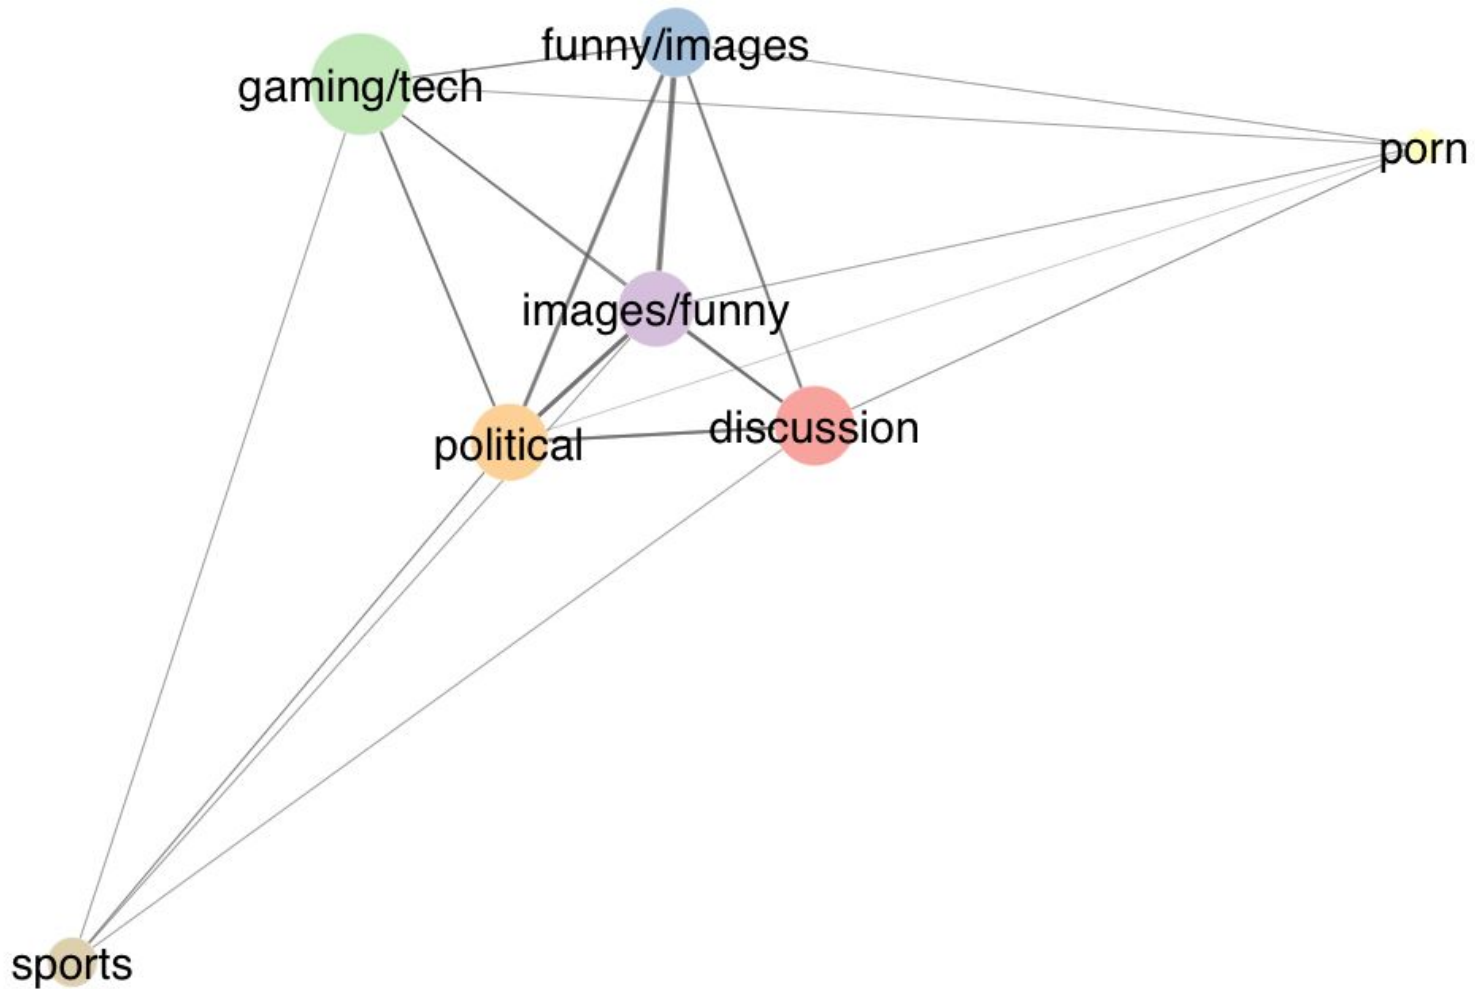 funny/images
gaming/tech
porn
images/funny
discussion
political
sports